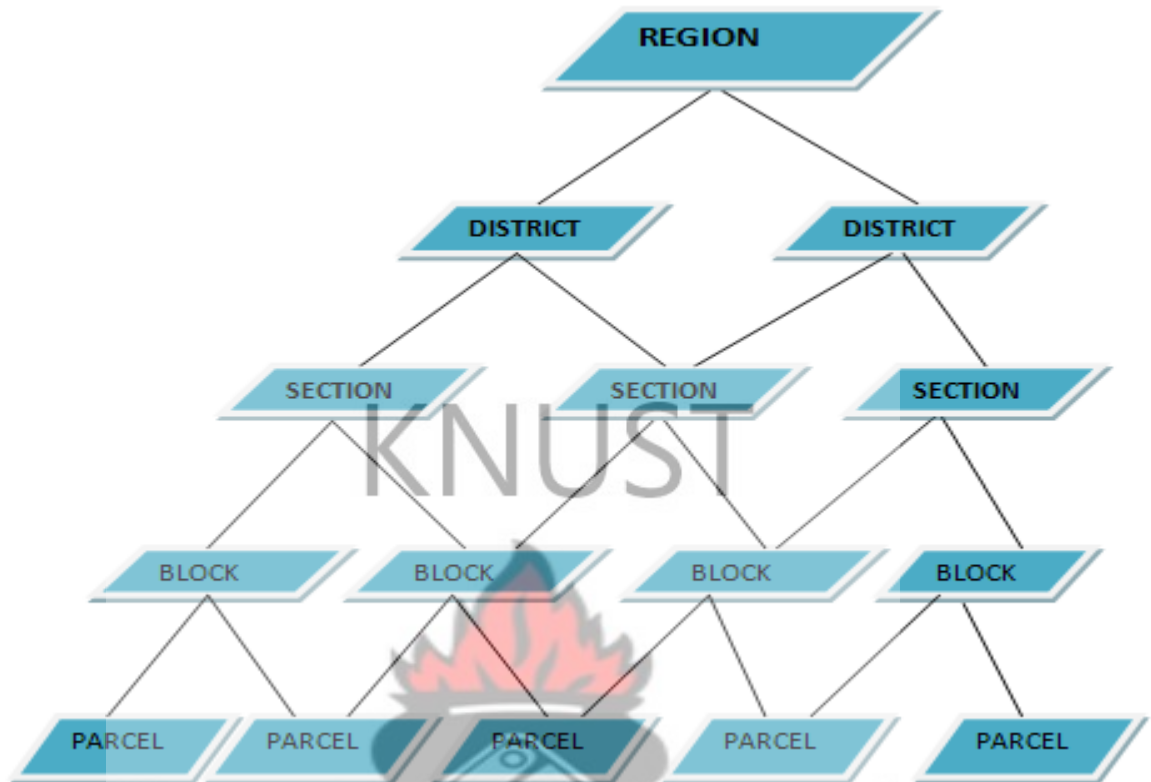 REGION
DISTRICT DISTRICT
SECTION SECTION SECTION
KNUST
BLOCK BLOCK BLOCK BLOCK
PARCEL PARCEL PARCEL PARCEL PARCEL